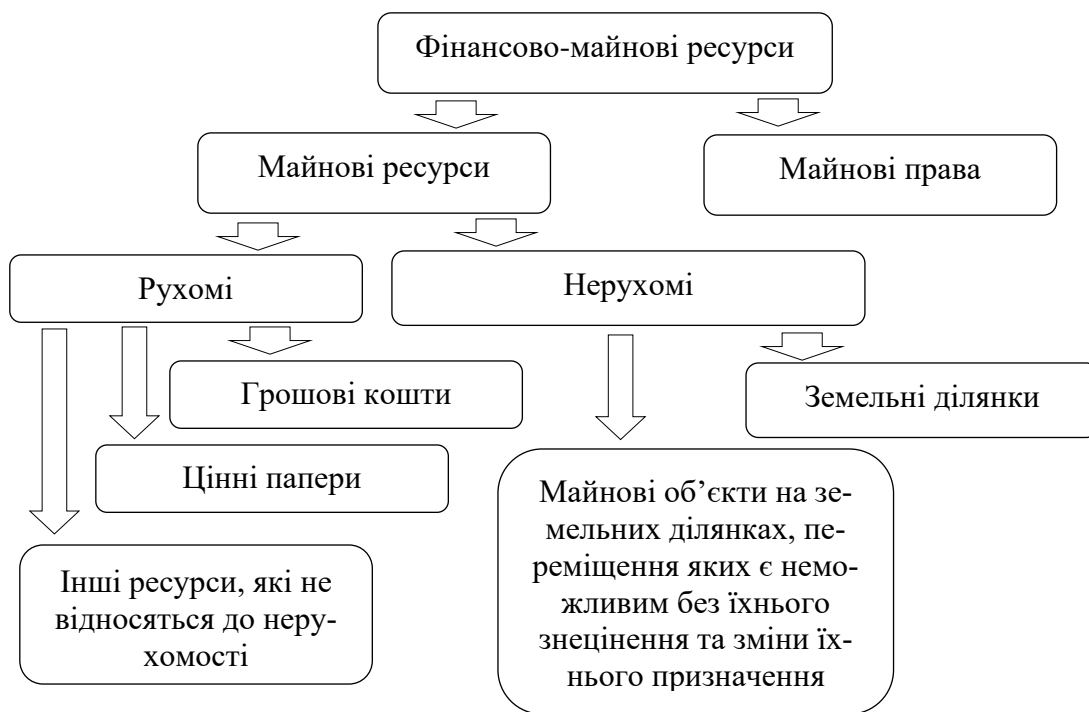 Фінансово-майнові ресурси
Майнові ресурси
Майнові права
Рухомі
Нерухомі
Грошові кошти
Земельні ділянки
Цінні папери
Майнові об’єкти на зе-
мельних ділянках, пе-
реміщення яких є немо-
жливим без їхнього
знецінення та зміни їх-
нього призначення
Інші ресурси, які не
відносяться до неру-
хомості